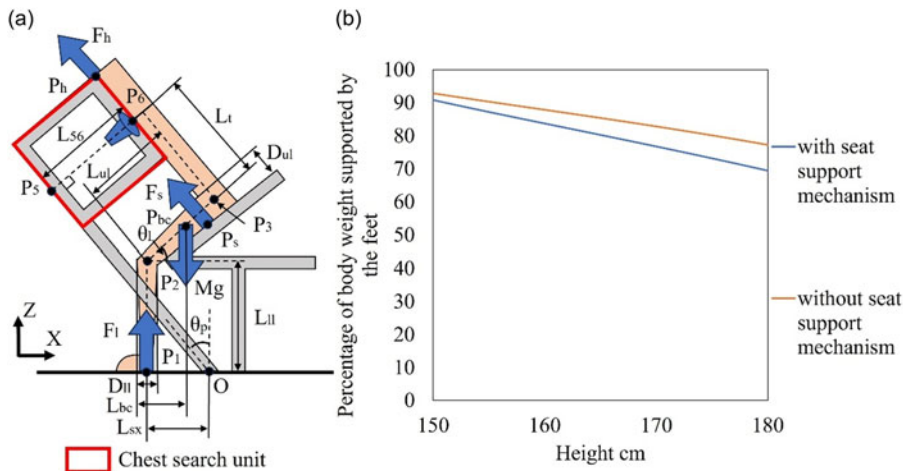 (a)
Fh
Ph
P6
Lt
L56
Dul
Lul
P5
Fs
Pbc
P3
θl
Ps
P2
Mg
Z
X
Fl
θp
Lll
P1
Dll
O
Lbc
Lsx
Chest search unit
(b)
Percentage of body weight supported by
the feet
100
90
80
70
60
50
40
30
20
10
0
150
160
170
180
Height cm
with seat
support
mechanism
without seat
support
mechanism